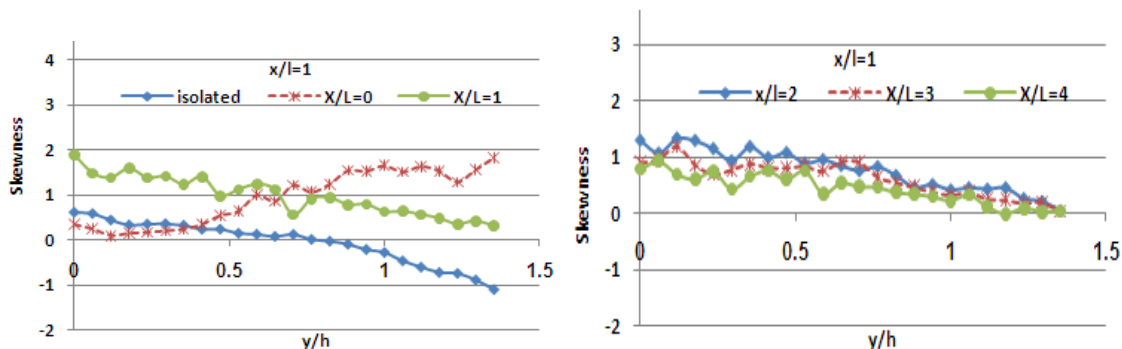 4
x/l=1
3
isolated X/L=0 X/L=1
2
1
0
0 0.5 1 1.5
-1
-2
Skewness
y/h
3
x/l=1
2
x/l=2 X/L=3 X/L=4
1
0
0 0.5 1 1.5
-1
-2
Skewness
y/h